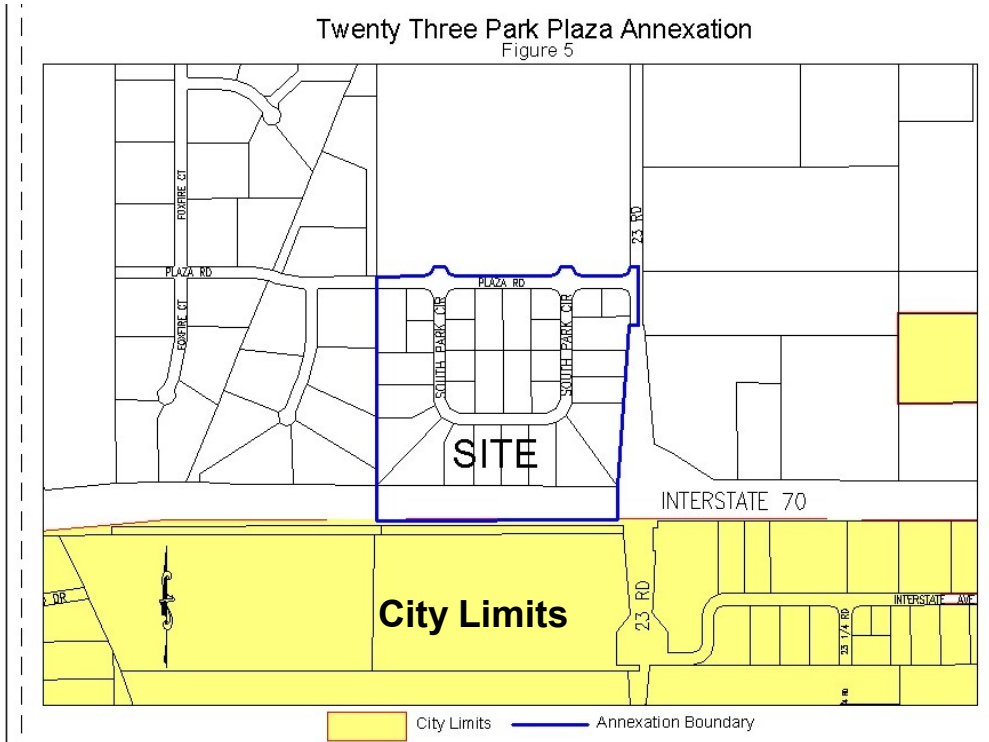 Twenty Three Park Plaza Annexation
Figure 5
FOXFIRE CT
23 RD
PLAZA RD
PLAZA RD
FOXFIRE CT
SOUTH PARK CIR
SOUTH PARK CIR
SITE
INTERSTATE 70
DR
City Limits
23 RD
INTERSTATE AVE
23 1/4 RD
RD
City Limits
Annexation Boundary